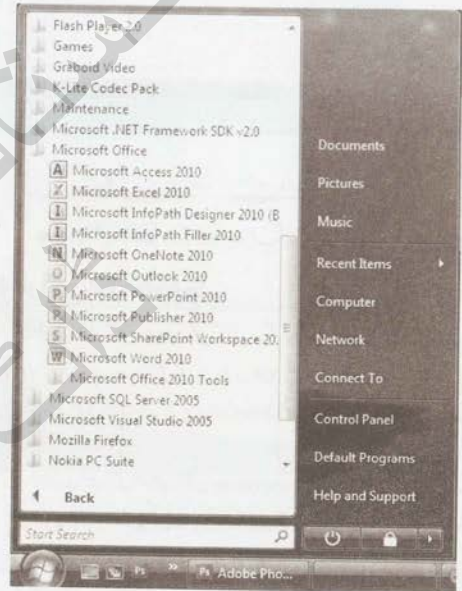 Flash Player 2.0
Games
Graboid Video
K-Lite Codec Pack
Maintenance
Microsoft .NET Framework SDK v2.0
Microsoft Office
A Microsoft Access 2010
X Microsoft Excel 2010
I Microsoft InfoPath Designer 2010 (B
I Microsoft InfoPath Filler 2010
N Microsoft OneNote 2010
O Microsoft Outlook 2010
P Microsoft PowerPoint 2010
P Microsoft Publisher 2010
S Microsoft SharePoint Workspace 20.
W Microsoft Word 2010
Microsoft Office 2010 Tools
Microsoft SQL Server 2005
Microsoft Visual Studio 2005
Mozilla Firefox
Nokia PC Suite
Back
Start Search
Documents
Pictures
Music
Recent Items
Computer
Network
Connect To
Control Panel
Default Programs
Help and Support
Ps
Ps Adobe Pho...